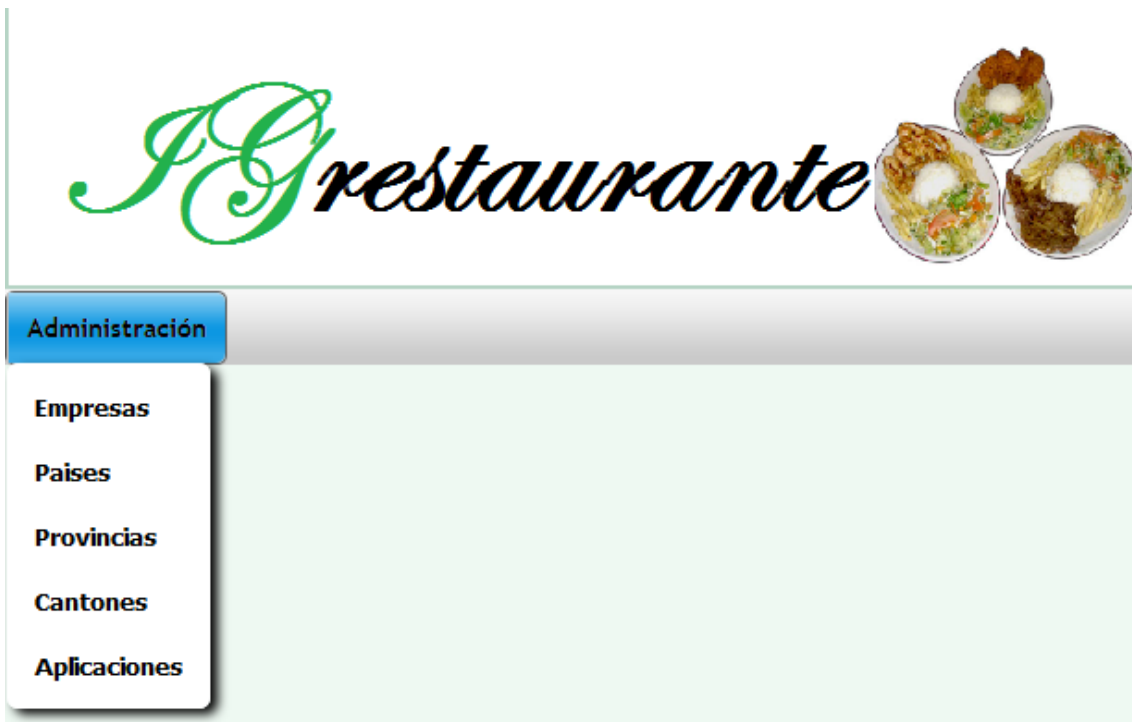 IGrestaurante
Administración
Empresas
Paises
Provincias
Cantones
Aplicaciones